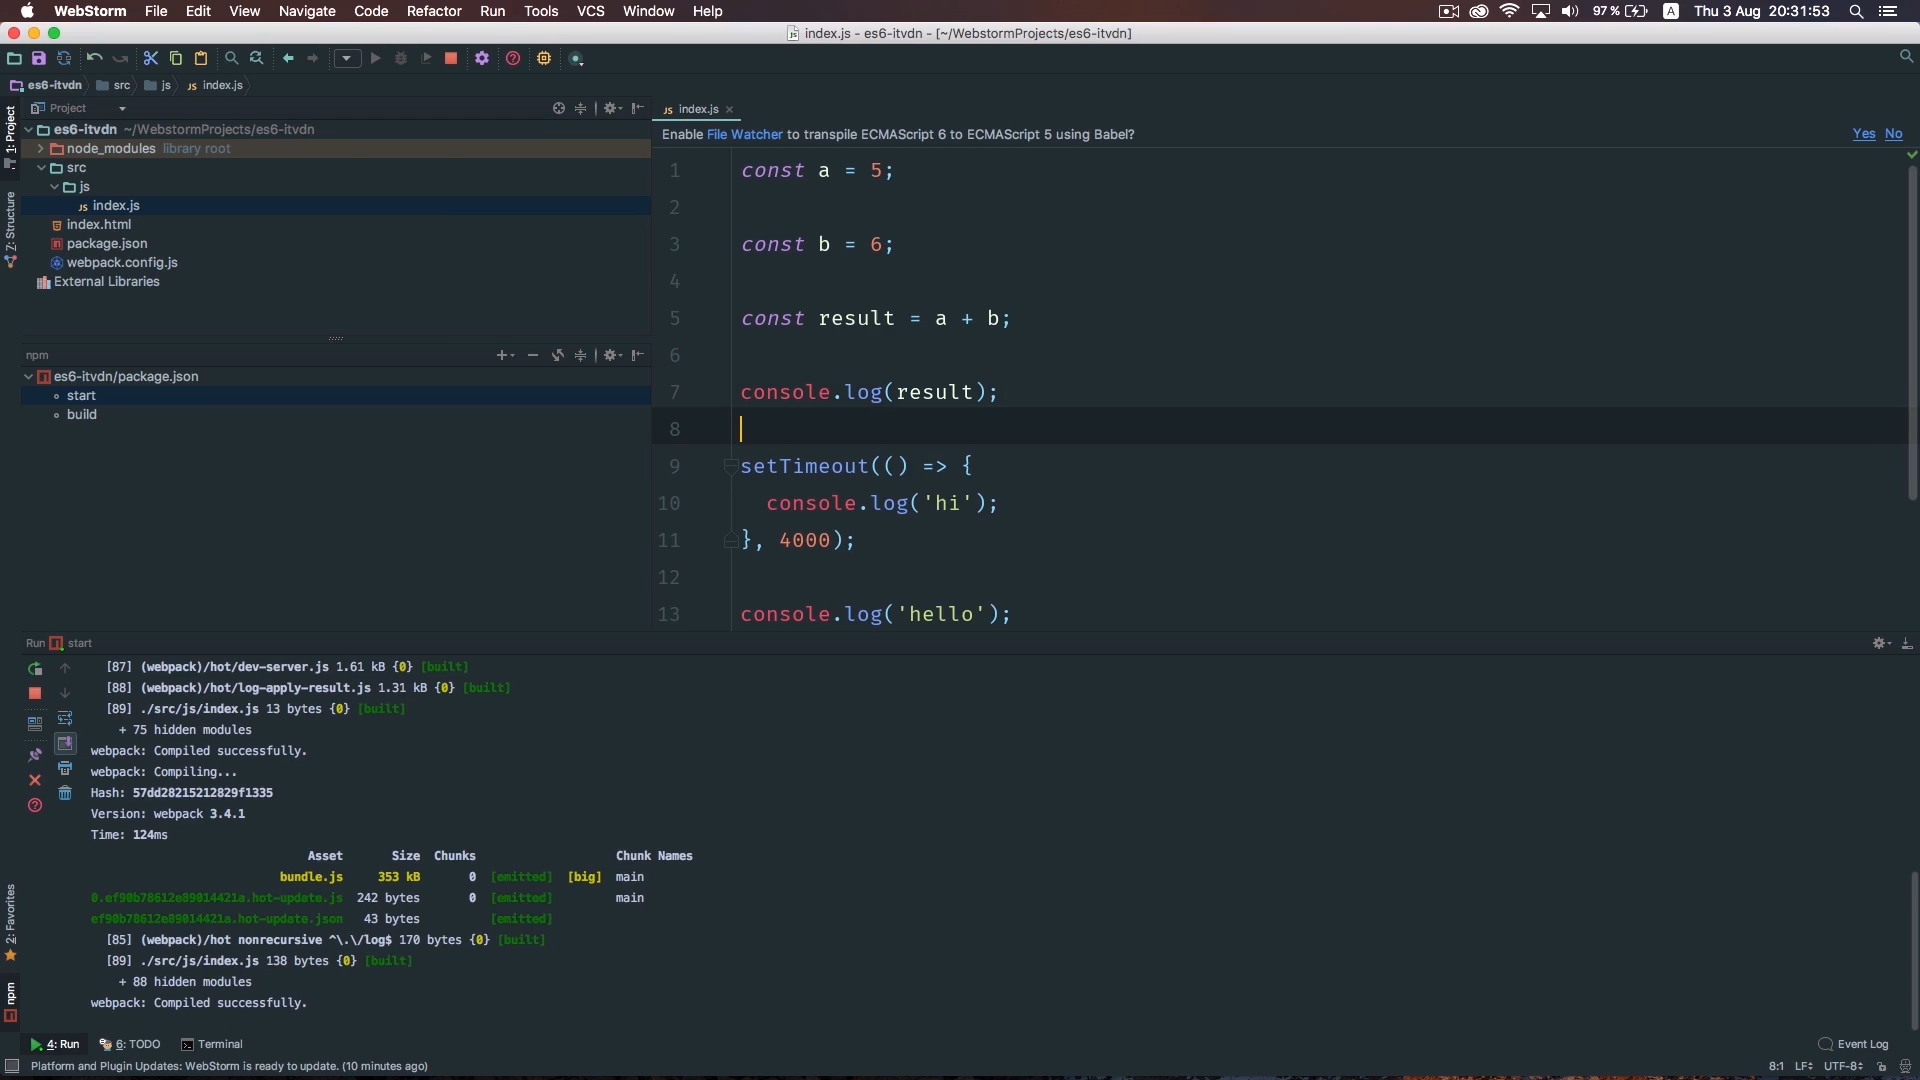 WebStorm File Edit View Navigate Code Refactor Run Tools VCS Window Help 97 % A Thu 3 Aug 20:31:53
index.js - es6-itvdn - [~/WebstormProjects/es6-itvdn]
es6-itvdn src js JS index.js
1: Project
Project
es6-itvdn ~/WebstormProjects/es6-itvdn
node_modules library root
src
js
JS index.js
index.html
package.json
webpack.config.js
External Libraries
7: Structure
npm
es6-itvdn/package.json
start
build
JS index.js
Enable File Watcher to transpile ECMAScript 6 to ECMAScript 5 using Babel? Yes No
1 const a = 5;
2
3 const b = 6;
4
5 const result = a + b;
6
7 console.log(result);
8
9 setTimeout(() => {
10 console.log('hi');
11 }, 4000);
12
13 console.log('hello');
Run start
[87] (webpack)/hot/dev-server.js 1.61 kB {0} [built]
[88] (webpack)/hot/log-apply-result.js 1.31 kB {0} [built]
[89] ./src/js/index.js 13 bytes {0} [built]
+ 75 hidden modules
webpack: Compiled successfully.
webpack: Compiling...
Hash: 57dd28215212829f1335
Version: webpack 3.4.1
Time: 124ms
Asset Size Chunks Chunk Names
bundle.js 353 kB 0 [emitted] [big] main
0.ef90b78612e89014421a.hot-update.js 242 bytes 0 [emitted] main
ef90b78612e89014421a.hot-update.json 43 bytes [emitted]
[85] (webpack)/hot nonrecursive ^\.\/log$ 170 bytes {0} [built]
[89] ./src/js/index.js 138 bytes {0} [built]
+ 88 hidden modules
webpack: Compiled successfully.
2: Favorites
npm
4: Run 6: TODO Terminal Event Log
Platform and Plugin Updates: WebStorm is ready to update. (10 minutes ago) 8:1 LF UTF-8